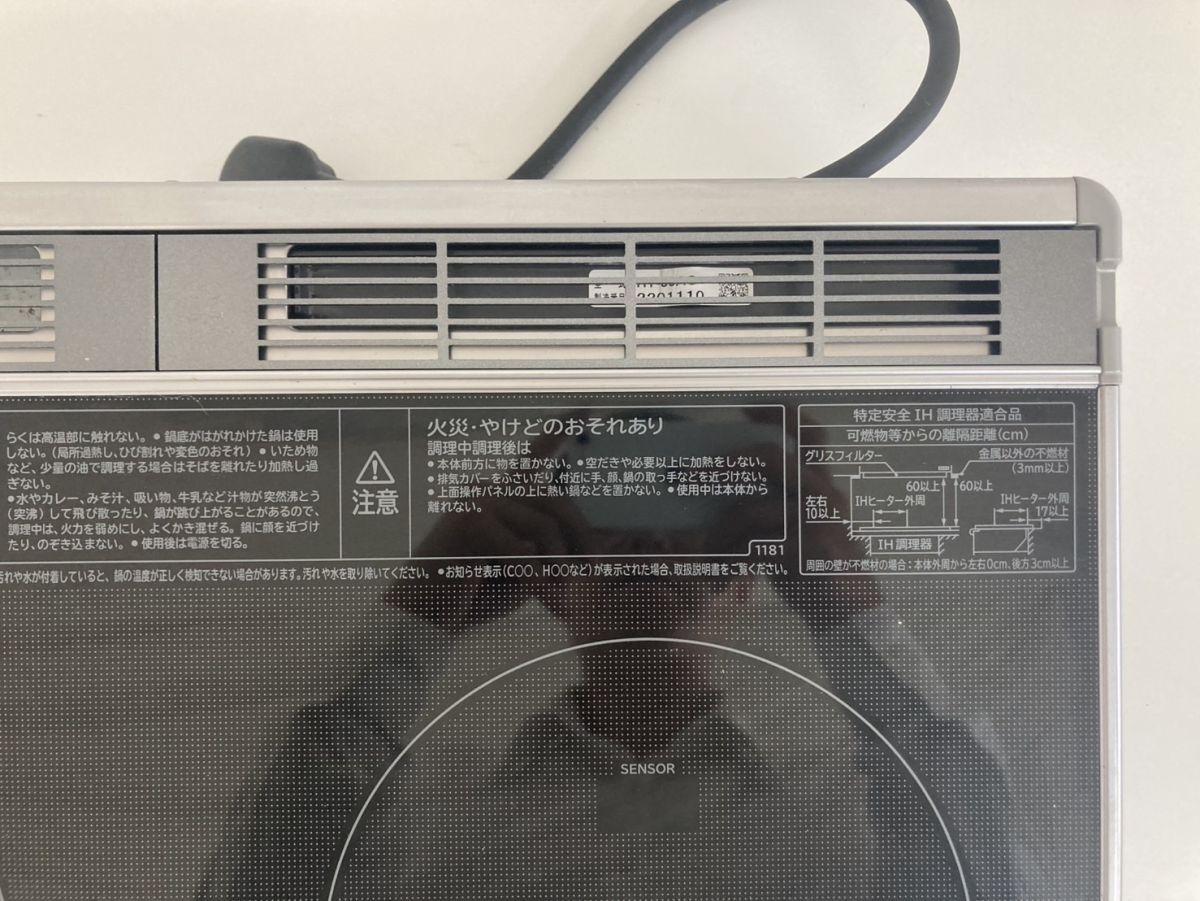 3201110
らくは高温部に触れない。●鍋底がはがれかけた鍋は使用
しない。(局所過熱し、ひび割れや変色のおそれ)●いため物
など、少量の油で調理する場合はそばを離れたり加熱し過
ぎない。
●水やカレー、みそ汁、吸い物、牛乳など汁物が突然沸とう
(突沸)して飛び散ったり、鍋が跳び上がることがあるので、
調理中は、火力を弱めにし、よくかき混ぜる。鍋に顔を近づけ
たり、のぞき込まない。●使用後は電源を切る。
注意
火災・やけどのおそれあり
調理中・調理後は
●本体前方に物を置かない。●空だきや必要以上に加熱をしない。
●排気カバーをふさいだり、付近に手、顔、鍋の取っ手などを近づけない。
●上面操作パネルの上に熱い鍋などを置かない。●使用中は本体から
離れない。
1181
汚れや水が付着していると、鍋の温度が正しく検知できない場合があります。汚れや水を取り除いてください。●お知らせ表示(C〇〇、H〇〇など)が表示された場合、取扱説明書をご覧ください。
特定安全 IH 調理器適合品
可燃物等からの離隔距離(cm)
グリスフィルター
金属以外の不燃材
(3mm以上)
60以上
60以上
左右
10以上
IHヒーター外周
IHヒーター外周
17以上
IH 調理器
周囲の壁が不燃材の場合:本体外周から左右0cm、後方3cm以上
SENSOR